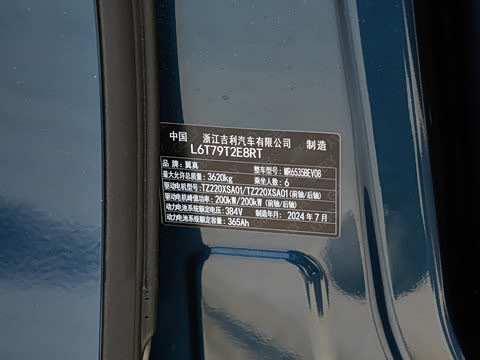 中国 浙江吉利汽车有限公司 制造
L6T79T2E8RT
品牌：翼真 整车型号：MR6535BEV08
最大允许总质量：3620kg 乘坐人数：6
驱动电机型号：TZ220XSA01/TZ220XSA01(前轴/后轴)
驱动电机峰值功率：200kW/200kW (前轴/后轴)
动力电池系统额定电压：384V 制造年月：2024年7月
动力电池系统额定容量：365Ah